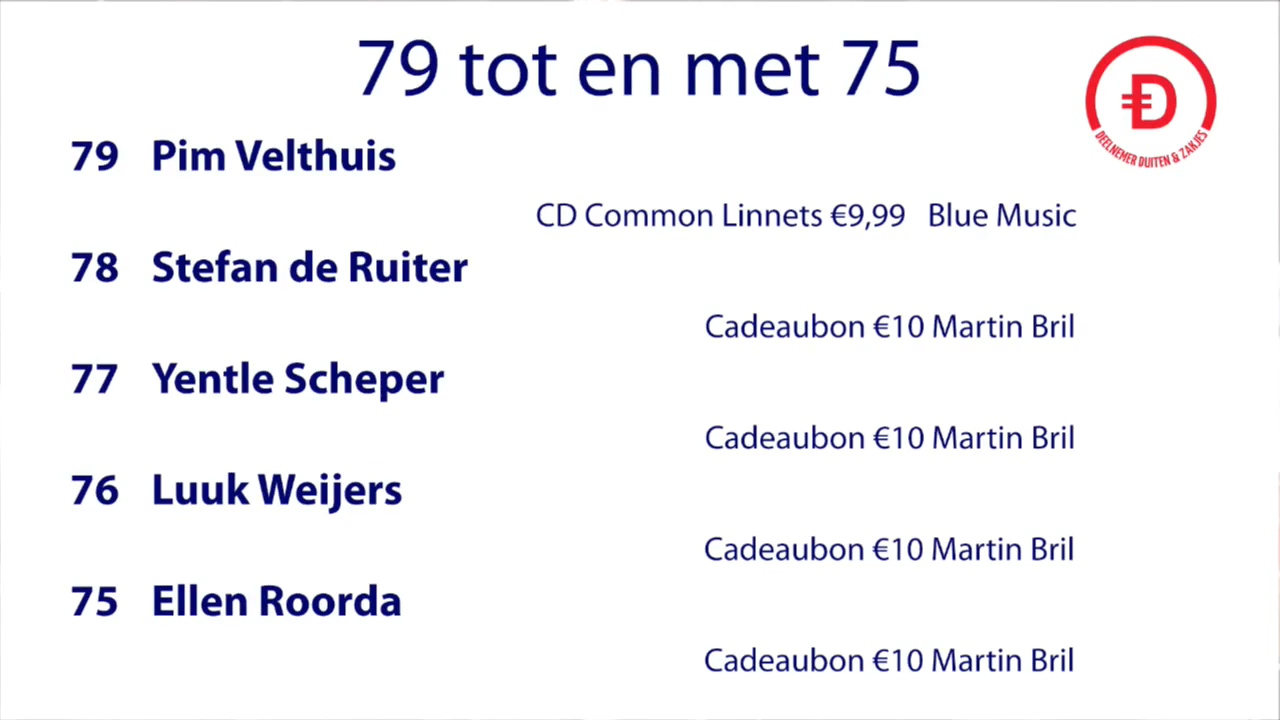 79 tot en met 75
Đ
DEELNEMER DUITEN & ZAKJES
79 Pim Velthuis
CD Common Linnets €9,99 Blue Music
78 Stefan de Ruiter
Cadeaubon €10 Martin Bril
77 Yentle Scheper
Cadeaubon €10 Martin Bril
76 Luuk Weijers
Cadeaubon €10 Martin Bril
75 Ellen Roorda
Cadeaubon €10 Martin Bril